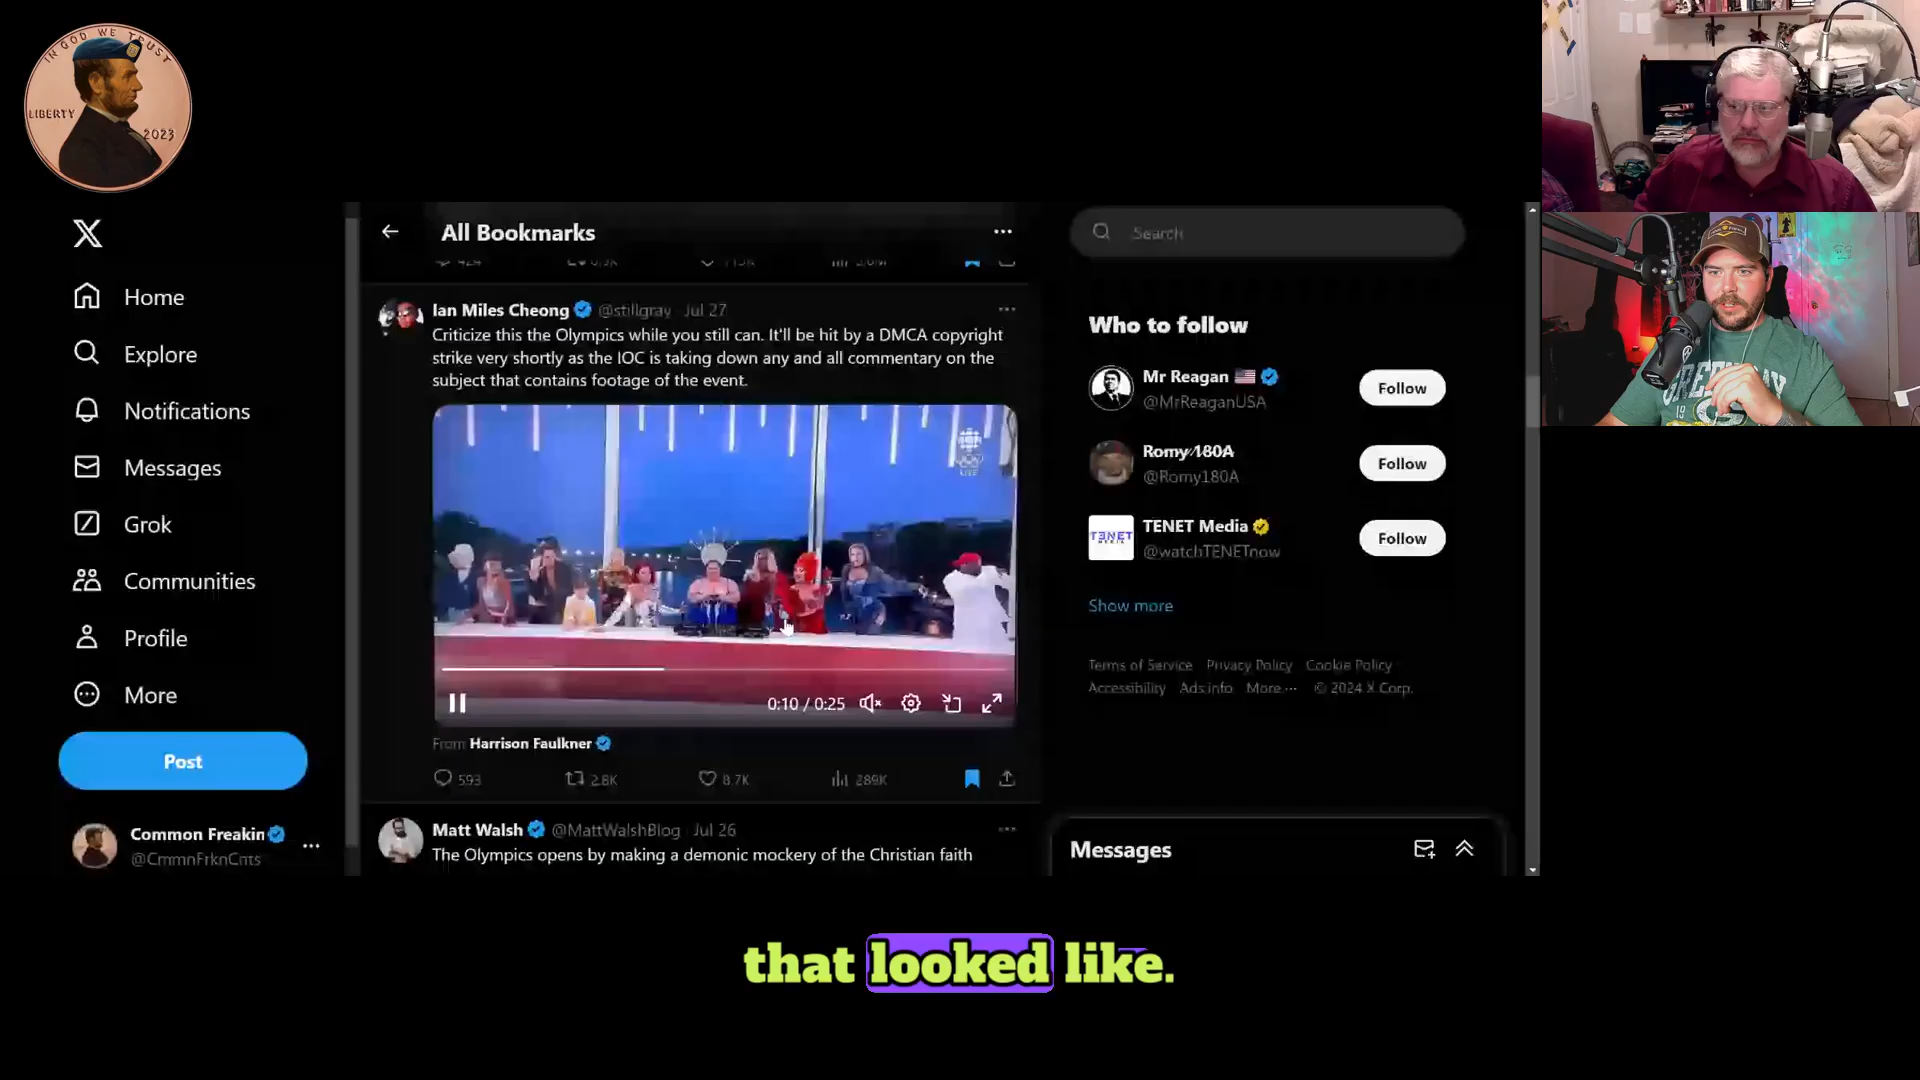 IN GOD WE TRUST
LIBERTY
2023
X
Home
Explore
Notifications
Messages
Grok
Communities
Profile
More
Post
Common Freakin
@CmmnFrknCnts
All Bookmarks
Ian Miles Cheong @stillgray · Jul 27
Criticize this the Olympics while you still can. It'll be hit by a DMCA copyright
strike very shortly as the IOC is taking down any and all commentary on the
subject that contains footage of the event.
LIVE
0:10 / 0:25
From Harrison Faulkner
593
2.8K
8.7K
289K
Matt Walsh @MattWalshBlog · Jul 26
The Olympics opens by making a demonic mockery of the Christian faith
Search
Who to follow
Mr Reagan
@MrReaganUSA
Follow
Romy 180A
@Romy180A
Follow
TENET
MEDIA
TENET Media
@watchTENETnow
Follow
Show more
Terms of Service Privacy Policy Cookie Policy
Accessibility Ads info More ··· © 2024 X Corp.
Messages
that looked like.